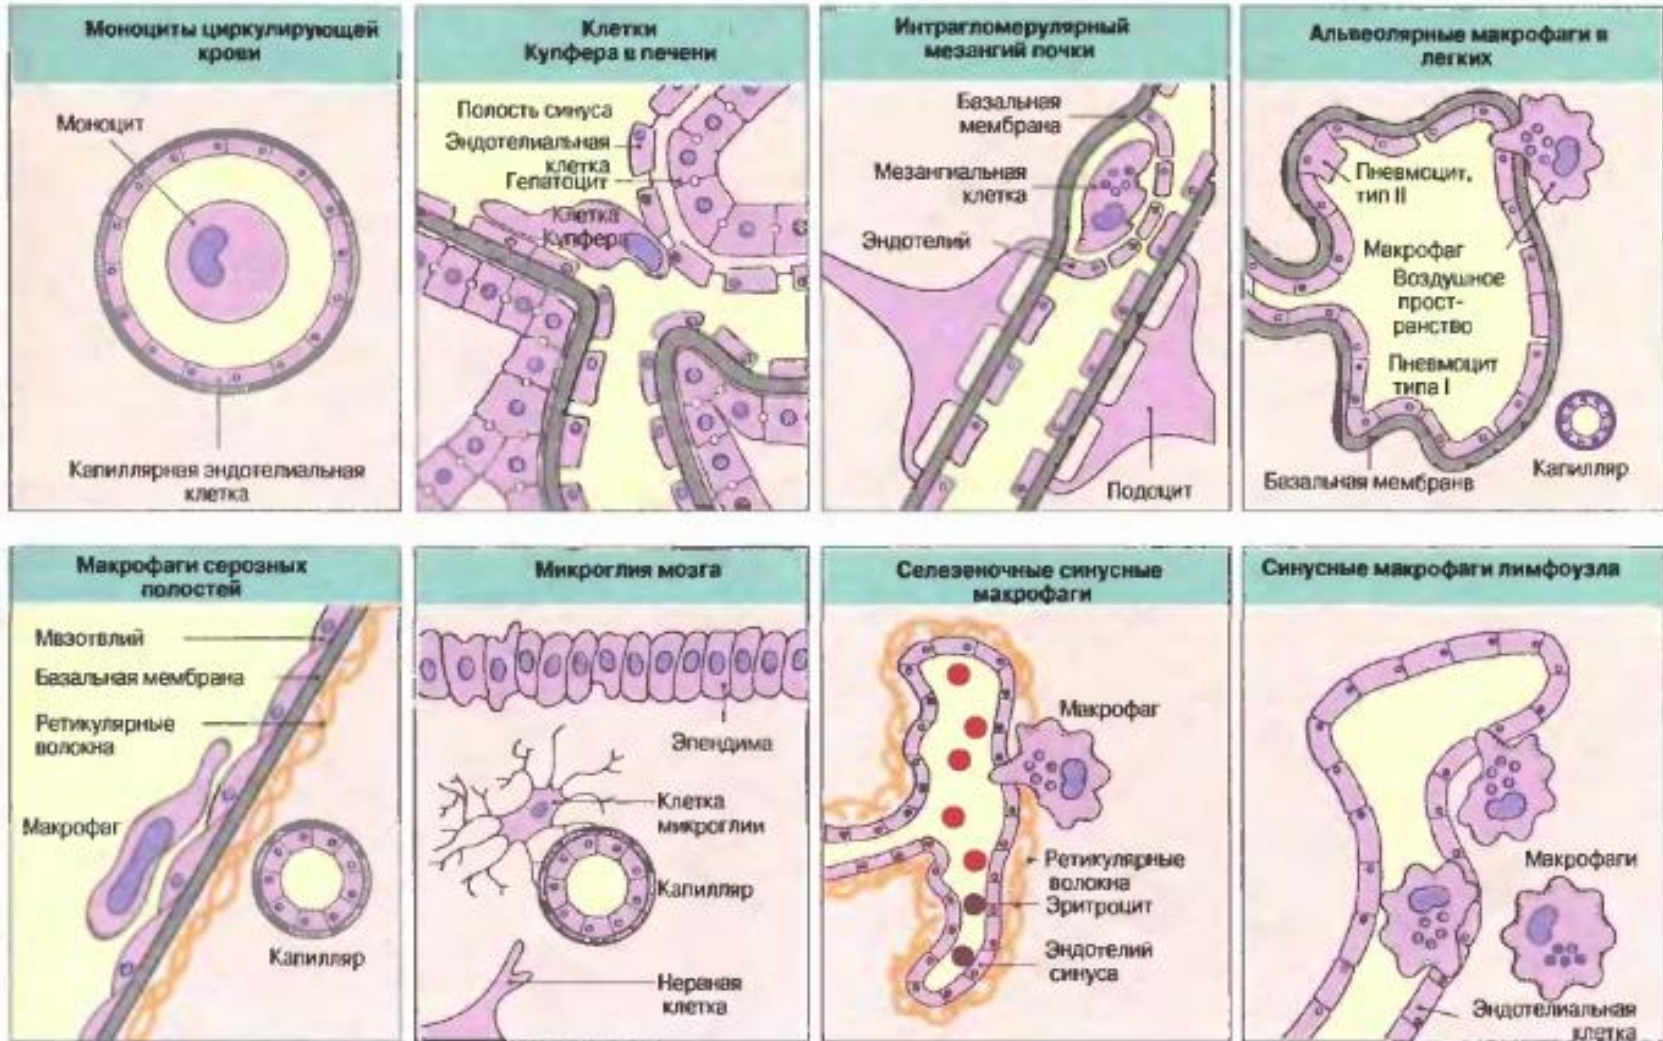 Моноциты циркулирующей
крови
Моноцит
Капиллярная эндотелиальная
клетка
Клетки
Купфера в печени
Полость синуса
Эндотелиальная
клетка
Гепатоцит
Клетка
Купфера
Интрагломерулярный
мезангий почки
Базальная
мембрана
Мезангиальная
клетка
Эндотелий
Подоцит
Альвеолярные макрофаги в
легких
Пневмоцит,
тип II
Макрофаг
Воздушное
прост-
ранство
Пневмоцит
типа I
Капилляр
Базальная мембранв
Макрофаги серозных
полостей
Мвзотвлий
Базальная мембрана
Ретикулярные
волокна
Макрофаг
Капилляр
Микроглия мозга
Эпендима
Клетка
микроглии
Капилляр
Нервная
клетка
Селезеночные синусные
макрофаги
Макрофаг
Ретикулярные
волокна
Эритроцит
Эндотелий
синуса
Синусные макрофаги лимфоузла
Макрофаги
Эндотелиальная
клетка